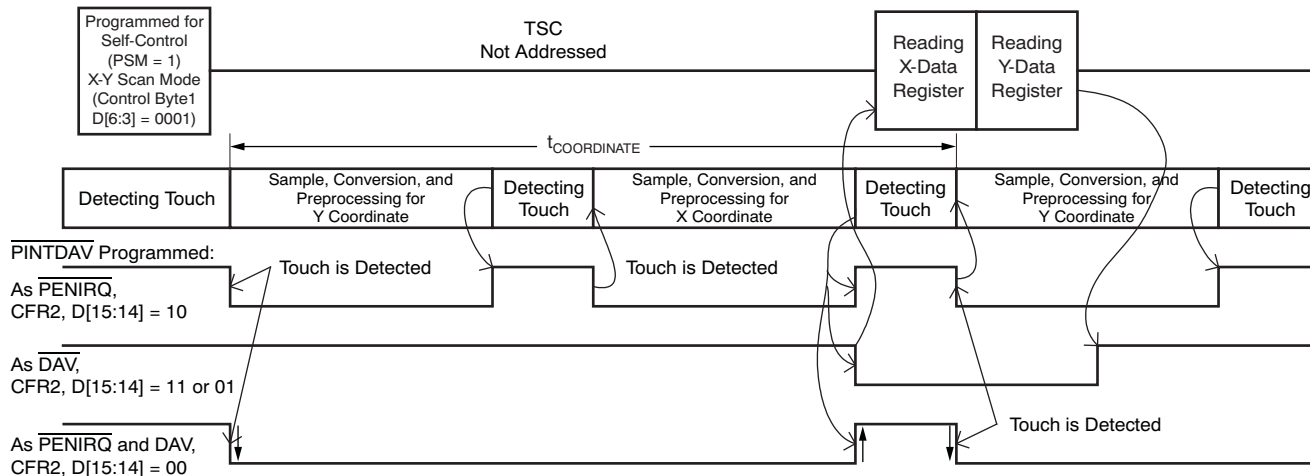 Programmed for
Self-Control
(PSM = 1)
X-Y Scan Mode
(Control Byte1
D[6:3] = 0001)
TSC
Not Addressed
Reading
X-Data
Register
Reading
Y-Data
Register
tCOORDINATE
Detecting Touch
Sample, Conversion, and
Preprocessing for
Y Coordinate
Detecting
Touch
Sample, Conversion, and
Preprocessing for
X Coordinate
Detecting
Touch
Sample, Conversion, and
Preprocessing for
Y Coordinate
Detecting
Touch
PINTDAV Programmed:
Touch is Detected
Touch is Detected
As PENIRQ,
CFR2, D[15:14] = 10
As DAV,
CFR2, D[15:14] = 11 or 01
Touch is Detected
As PENIRQ and DAV,
CFR2, D[15:14] = 00